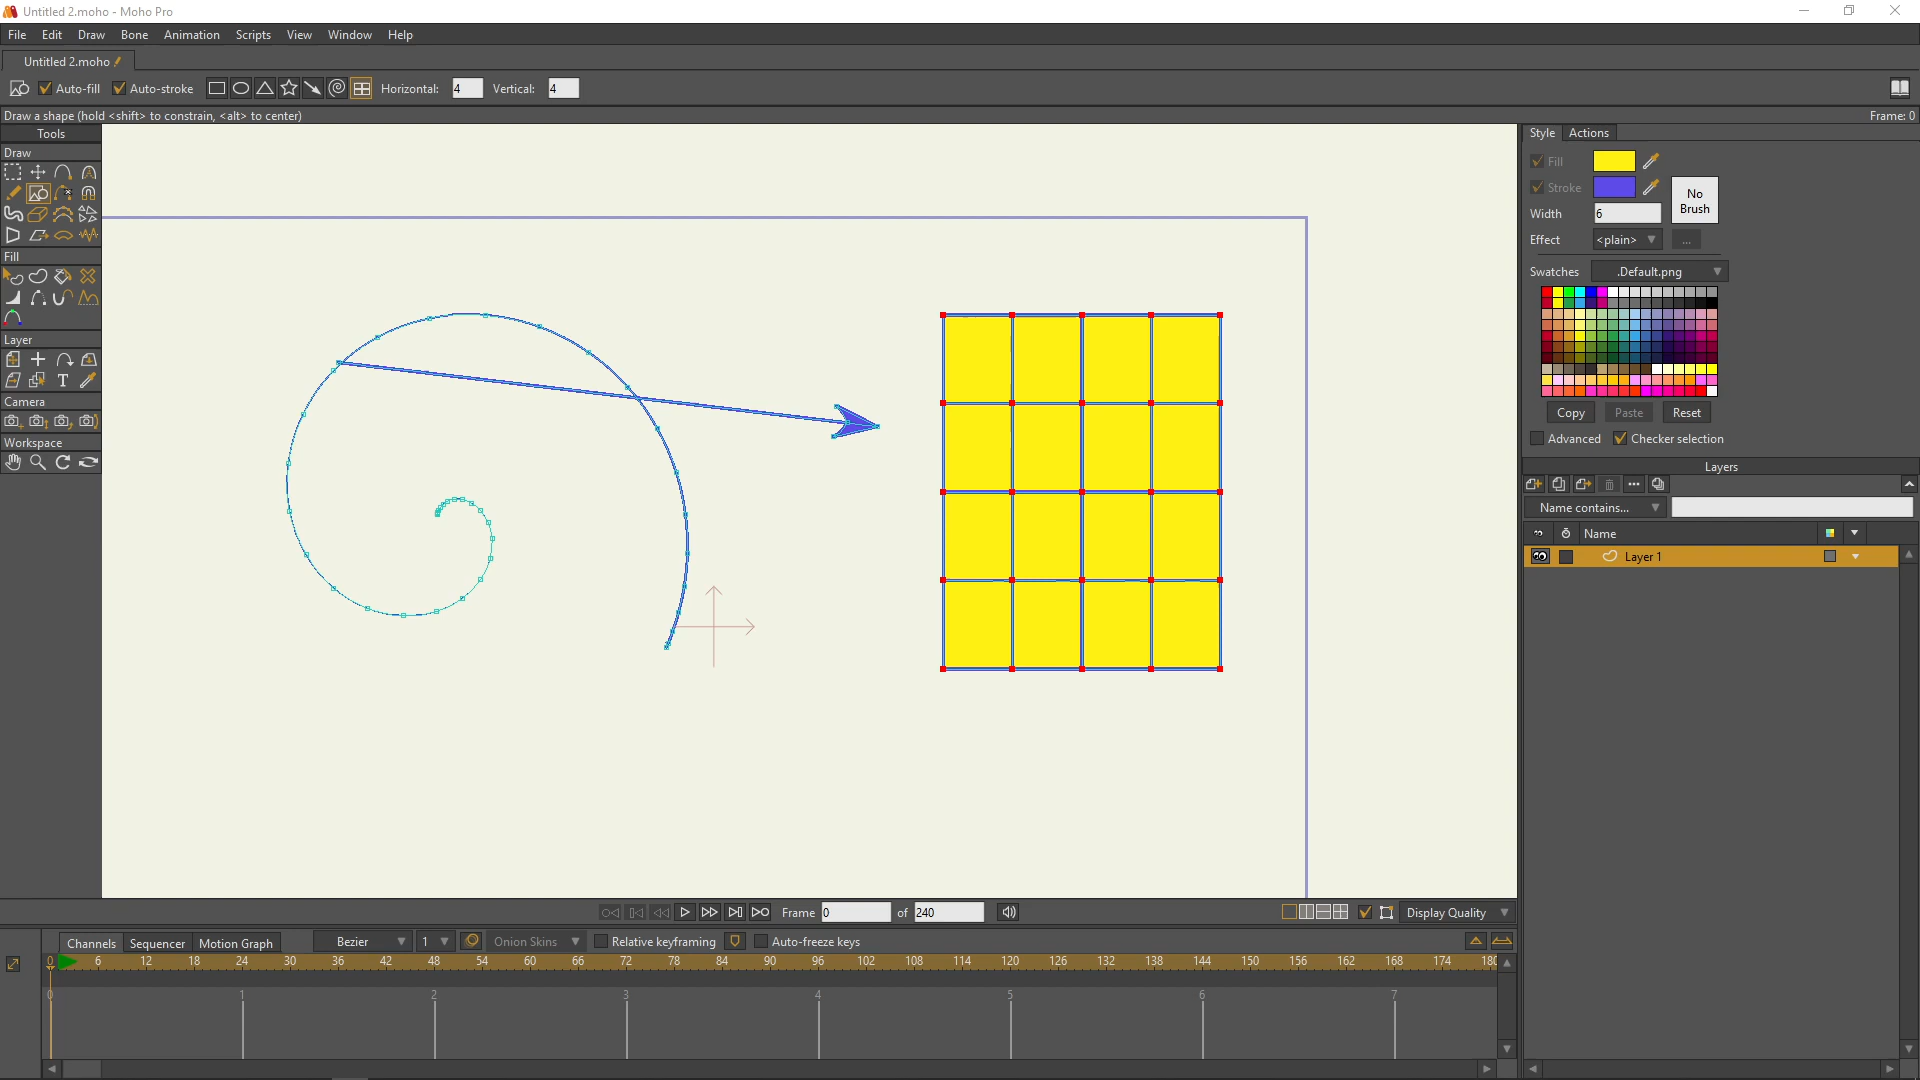 Untitled 2.moho - Moho Pro
File Edit Draw Bone Animation Scripts View Window Help
Untitled 2.moho
Auto-fill Auto-stroke Horizontal: 4 Vertical: 4
Draw a shape (hold <shift> to constrain, <alt> to center) Frame: 0
Tools
Draw
Fill
Layer
T
Camera
Workspace
Style Actions
Fill
Stroke
No Brush
Width 6
Effect <plain> ...
Swatches .Default.png
Copy Paste Reset
Advanced Checker selection
Layers
Name contains...
Name
Layer 1
Frame 0 of 240 Display Quality
Channels Sequencer Motion Graph Bezier 1 Onion Skins Relative keyframing Auto-freeze keys
0 6 12 18 24 30 36 42 48 54 60 66 72 78 84 90 96 102 108 114 120 126 132 138 144 150 156 162 168 174 180
0 1 2 3 4 5 6 7